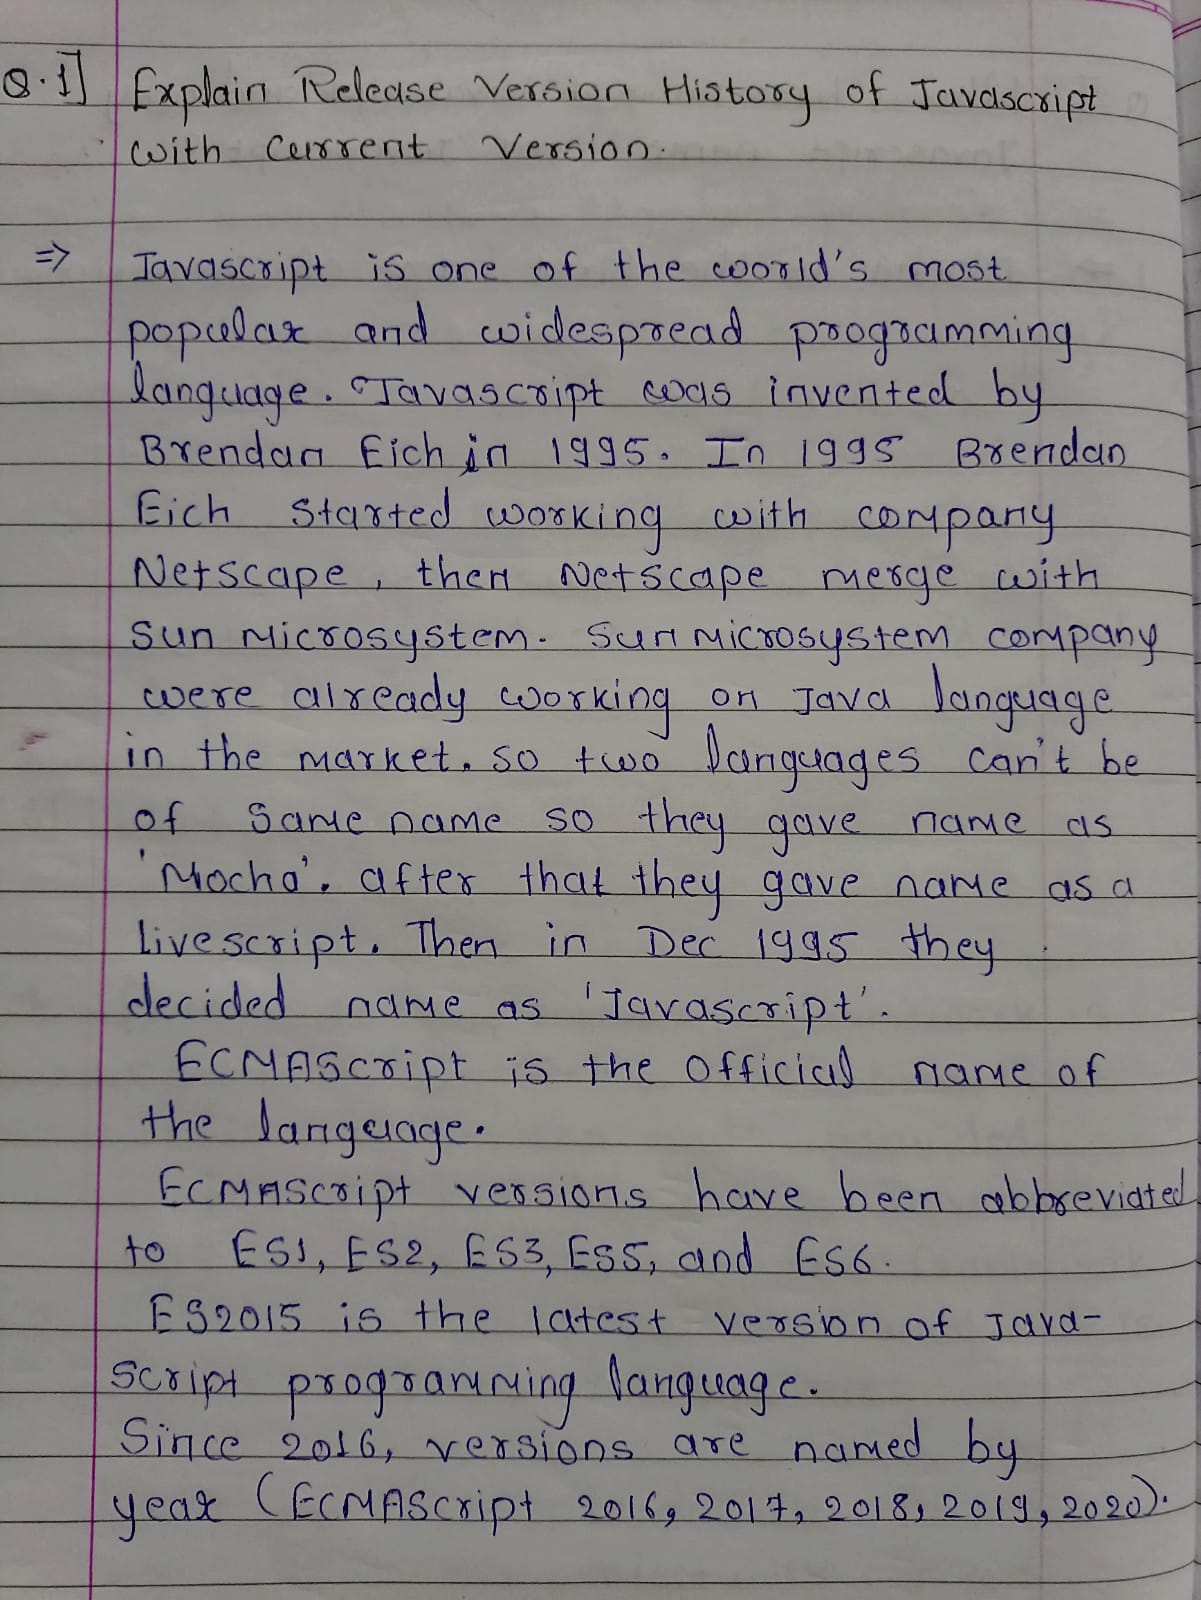 Q.1] Explain Release Version History of Javascript
with Current Version.
⇒ Javascript is one of the world's most
popular and widespread programming
language. Javascript was invented by
Brendan Eich in 1995. In 1995 Brendan
Eich started working with company
Netscape, then Netscape merge with
Sun Microsystem. Sun Microsystem company
were already working on Java language
in the market. so two languages can't be
of same name so they gave name as
'Mocha'. after that they gave name as a
livescript. Then in Dec 1995 they
decided name as 'Javascript'.
ECMAScript is the official name of
the language.
ECMAScript versions have been abbreviated
to ES1, ES2, ES3, ES5, and ES6.
ES2015 is the latest version of Java-
script programming language.
Since 2016, versions are named by
year (ECMAScript 2016, 2017, 2018, 2019, 2020).